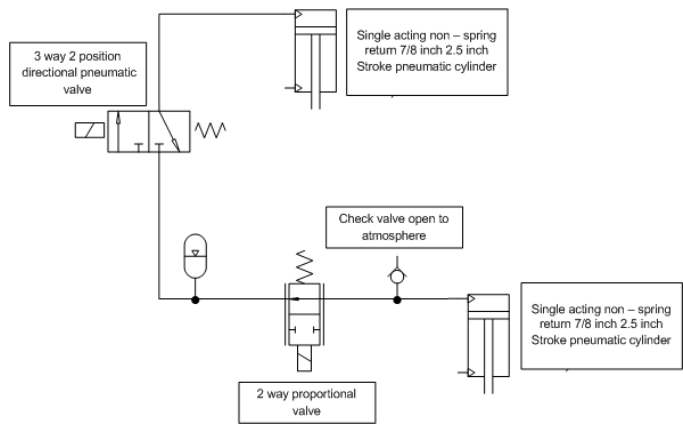 Single acting non – spring
return 7/8 inch 2.5 inch
Stroke pneumatic cylinder
3 way 2 position
directional pneumatic
valve
Check valve open to
atmosphere
Single acting non – spring
return 7/8 inch 2.5 inch
Stroke pneumatic cylinder
2 way proportional
valve